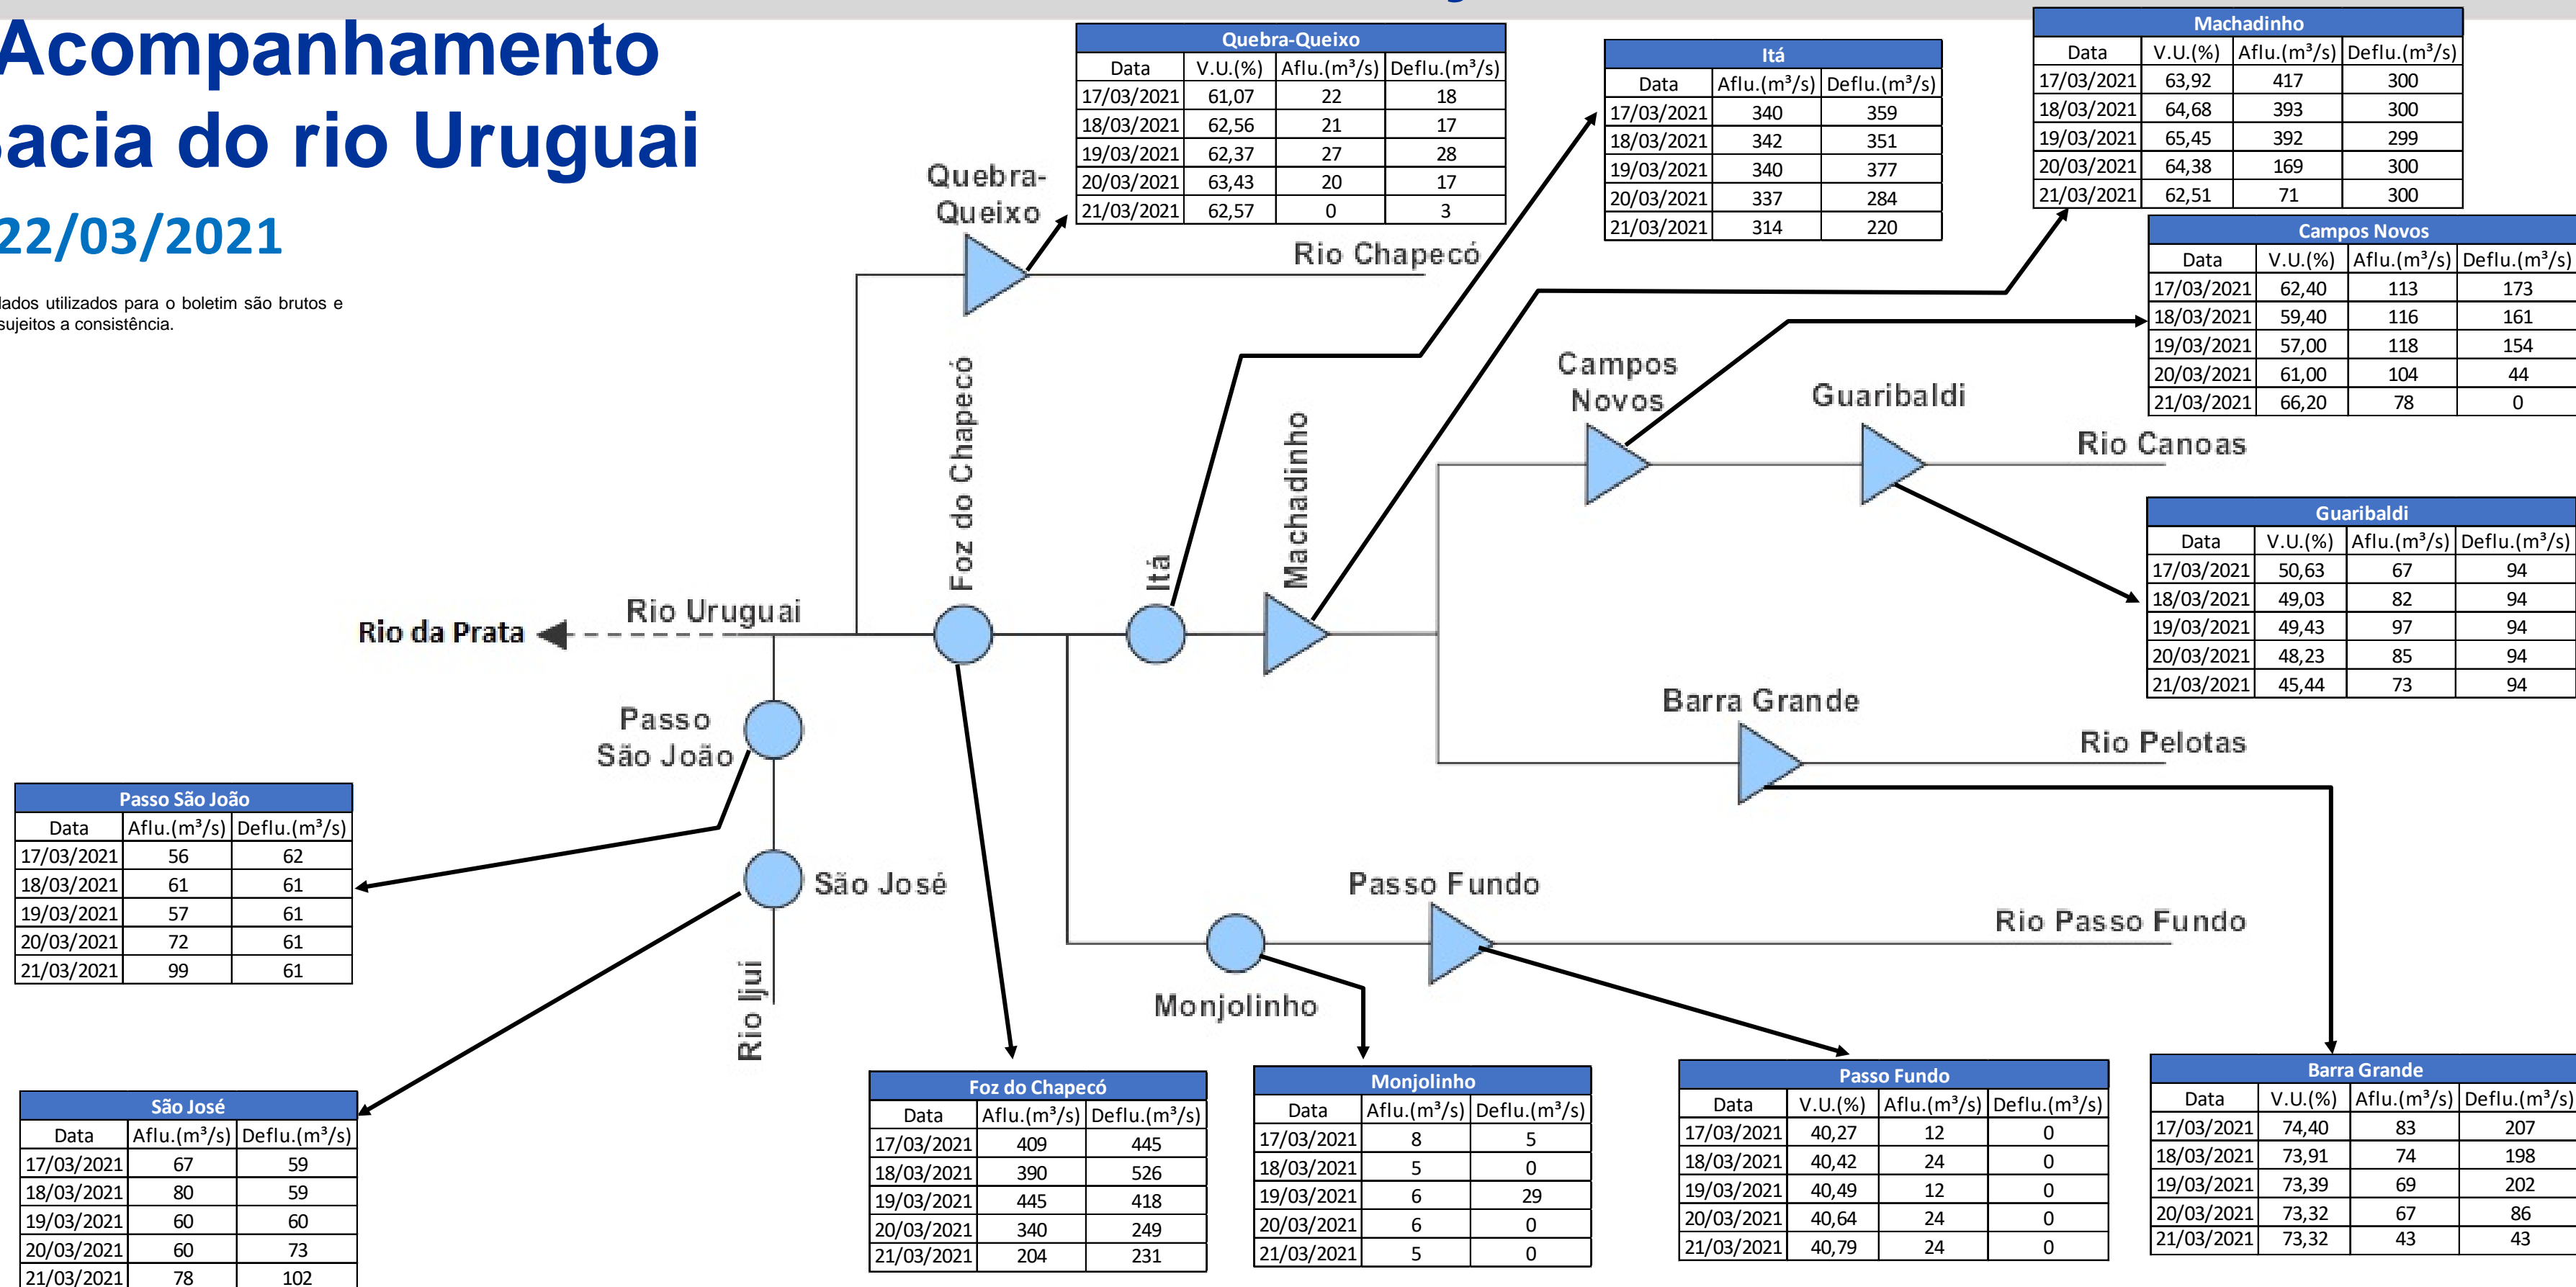 Acompanhamento
acia do rio Uruguai
22/03/2021
dados utilizados para o boletim são brutos e
sujeitos a consistência.
Quebra-Queixo
Data V.U.(%) Aflu.(m³/s) Deflu.(m³/s)
17/03/2021 61,07 22 18
18/03/2021 62,56 21 17
19/03/2021 62,37 27 28
20/03/2021 63,43 20 17
21/03/2021 62,57 0 3
Itá
Data Aflu.(m³/s) Deflu.(m³/s)
17/03/2021 340 359
18/03/2021 342 351
19/03/2021 340 377
20/03/2021 337 284
21/03/2021 314 220
Machadinho
Data V.U.(%) Aflu.(m³/s) Deflu.(m³/s)
17/03/2021 63,92 417 300
18/03/2021 64,68 393 300
19/03/2021 65,45 392 299
20/03/2021 64,38 169 300
21/03/2021 62,51 71 300
Campos Novos
Data V.U.(%) Aflu.(m³/s) Deflu.(m³/s)
17/03/2021 62,40 113 173
18/03/2021 59,40 116 161
19/03/2021 57,00 118 154
20/03/2021 61,00 104 44
21/03/2021 66,20 78 0
Quebra-
Queixo
Rio Chapecó
Foz do Chapecó
Itá
Machadinho
Campos
Novos
Guaribaldi
Rio Canoas
Guaribaldi
Data V.U.(%) Aflu.(m³/s) Deflu.(m³/s)
17/03/2021 50,63 67 94
18/03/2021 49,03 82 94
19/03/2021 49,43 97 94
20/03/2021 48,23 85 94
21/03/2021 45,44 73 94
Rio da Prata
Rio Uruguai
Passo
São João
Barra Grande
Rio Pelotas
Passo São João
Data Aflu.(m³/s) Deflu.(m³/s)
17/03/2021 56 62
18/03/2021 61 61
19/03/2021 57 61
20/03/2021 72 61
21/03/2021 99 61
São José
Passo Fundo
Rio Passo Fundo
Rio Ijuí
Monjolinho
São José
Data Aflu.(m³/s) Deflu.(m³/s)
17/03/2021 67 59
18/03/2021 80 59
19/03/2021 60 60
20/03/2021 60 73
21/03/2021 78 102
Foz do Chapecó
Data Aflu.(m³/s) Deflu.(m³/s)
17/03/2021 409 445
18/03/2021 390 526
19/03/2021 445 418
20/03/2021 340 249
21/03/2021 204 231
Monjolinho
Data Aflu.(m³/s) Deflu.(m³/s)
17/03/2021 8 5
18/03/2021 5 0
19/03/2021 6 29
20/03/2021 6 0
21/03/2021 5 0
Passo Fundo
Data V.U.(%) Aflu.(m³/s) Deflu.(m³/s)
17/03/2021 40,27 12 0
18/03/2021 40,42 24 0
19/03/2021 40,49 12 0
20/03/2021 40,64 24 0
21/03/2021 40,79 24 0
Barra Grande
Data V.U.(%) Aflu.(m³/s) Deflu.(m³/s)
17/03/2021 74,40 83 207
18/03/2021 73,91 74 198
19/03/2021 73,39 69 202
20/03/2021 73,32 67 86
21/03/2021 73,32 43 43